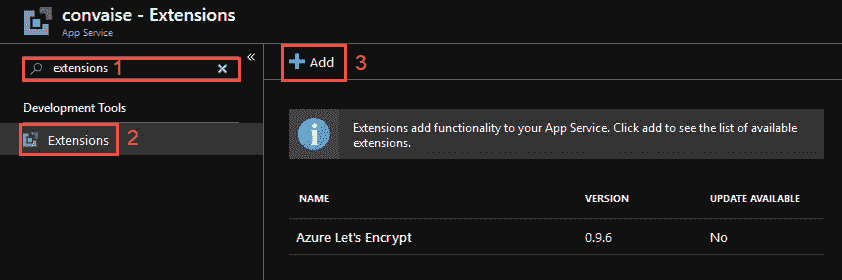 convaise - Extensions
App Service
extensions 1
Development Tools
Extensions 2
Add 3
Extensions add functionality to your App Service. Click add to see the list of available
extensions.
NAME VERSION UPDATE AVAILABLE
Azure Let's Encrypt 0.9.6 No